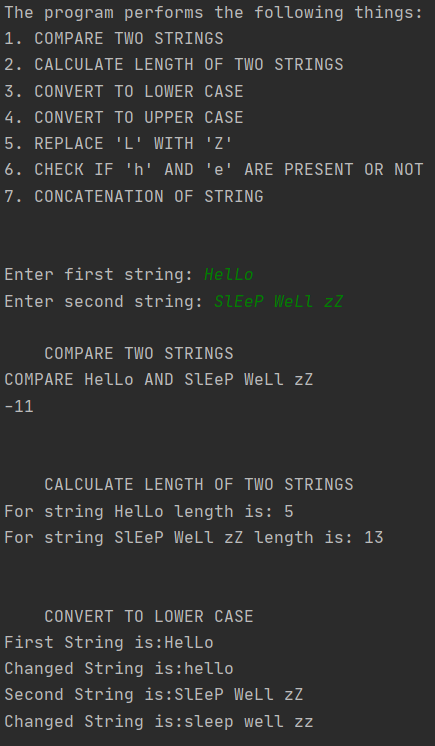 The program performs the following things:
1. COMPARE TWO STRINGS
2. CALCULATE LENGTH OF TWO STRINGS
3. CONVERT TO LOWER CASE
4. CONVERT TO UPPER CASE
5. REPLACE 'L' WITH 'Z'
6. CHECK IF 'h' AND 'e' ARE PRESENT OR NOT
7. CONCATENATION OF STRING
Enter first string: HelLo
Enter second string: SlEeP WeLl zZ
COMPARE TWO STRINGS
COMPARE HelLo AND SlEeP WeLl zZ
-11
CALCULATE LENGTH OF TWO STRINGS
For string HelLo length is: 5
For string SlEeP WeLl zZ length is: 13
CONVERT TO LOWER CASE
First String is:HelLo
Changed String is:hello
Second String is:SlEeP WeLl zZ
Changed String is:sleep well zz